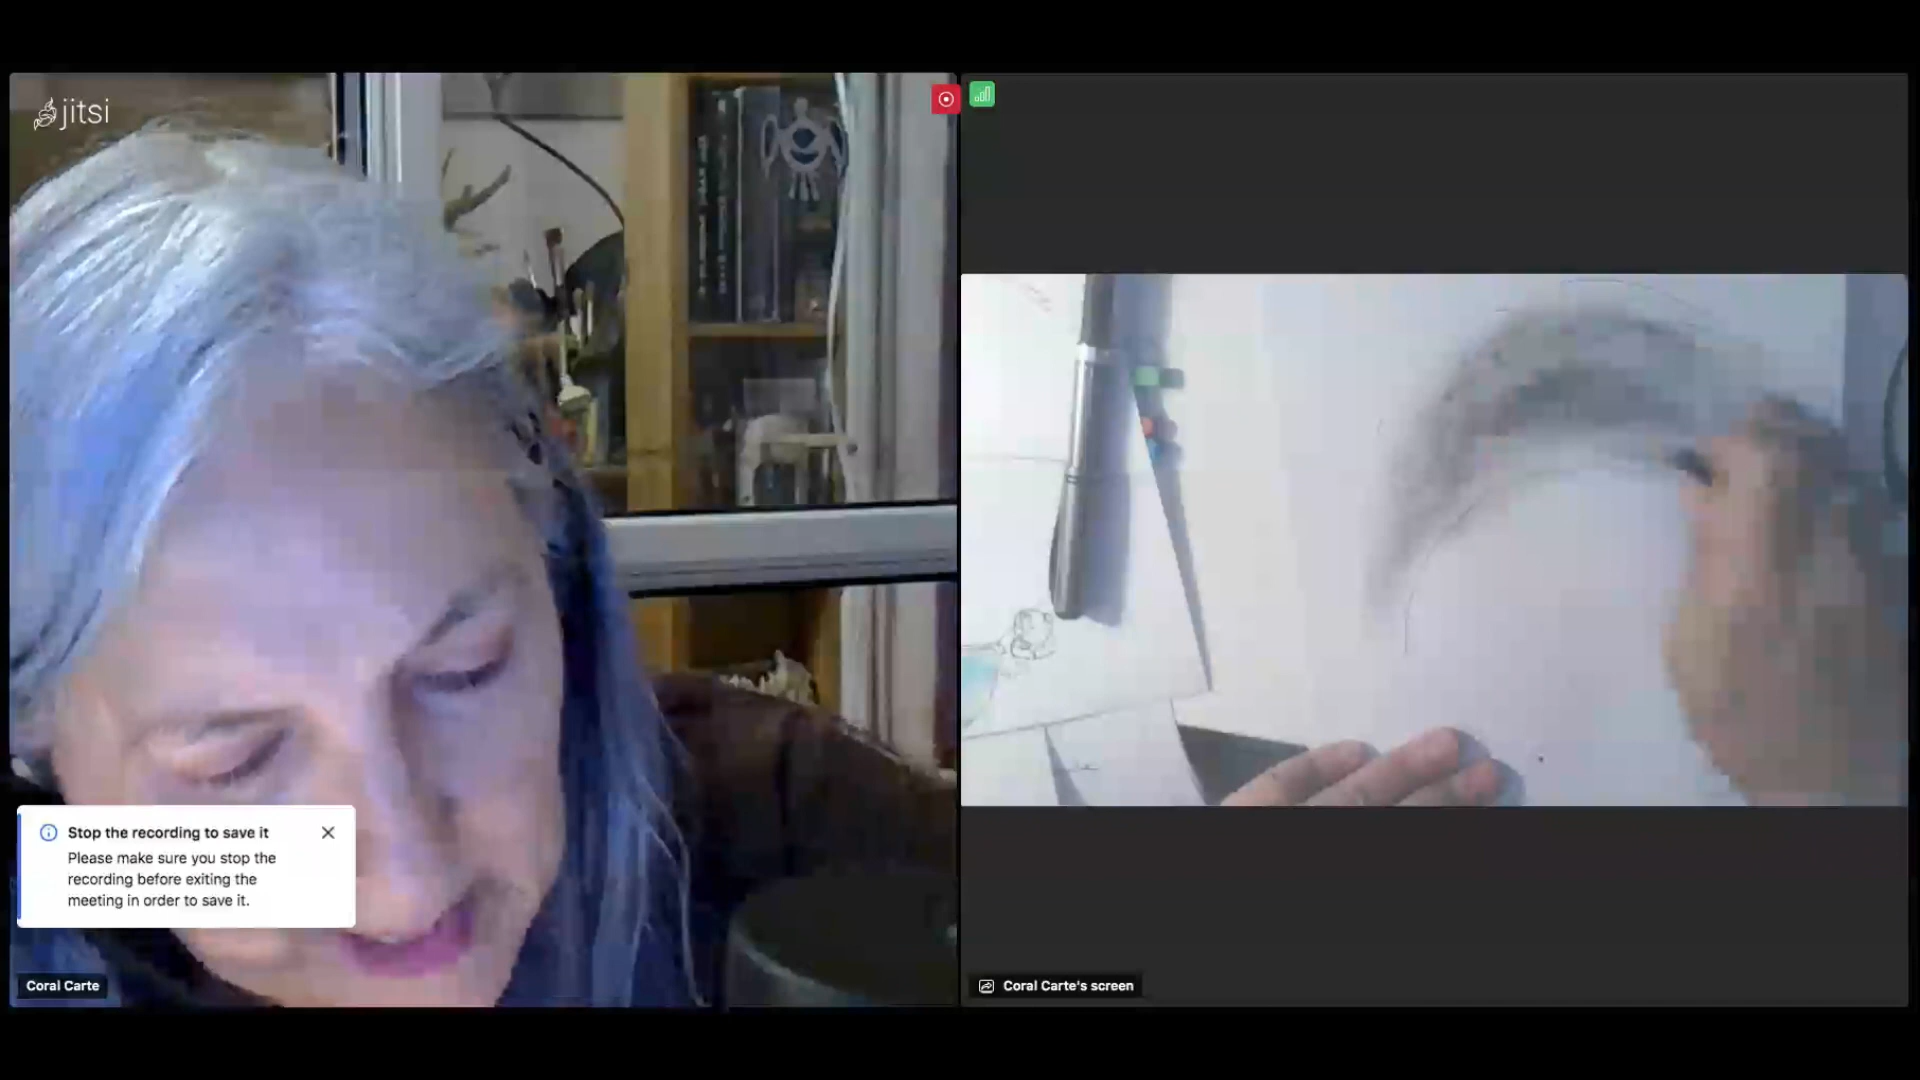 jitsi
Stop the recording to save it
Please make sure you stop the
recording before exiting the
meeting in order to save it.
Coral Carte
Coral Carte's screen